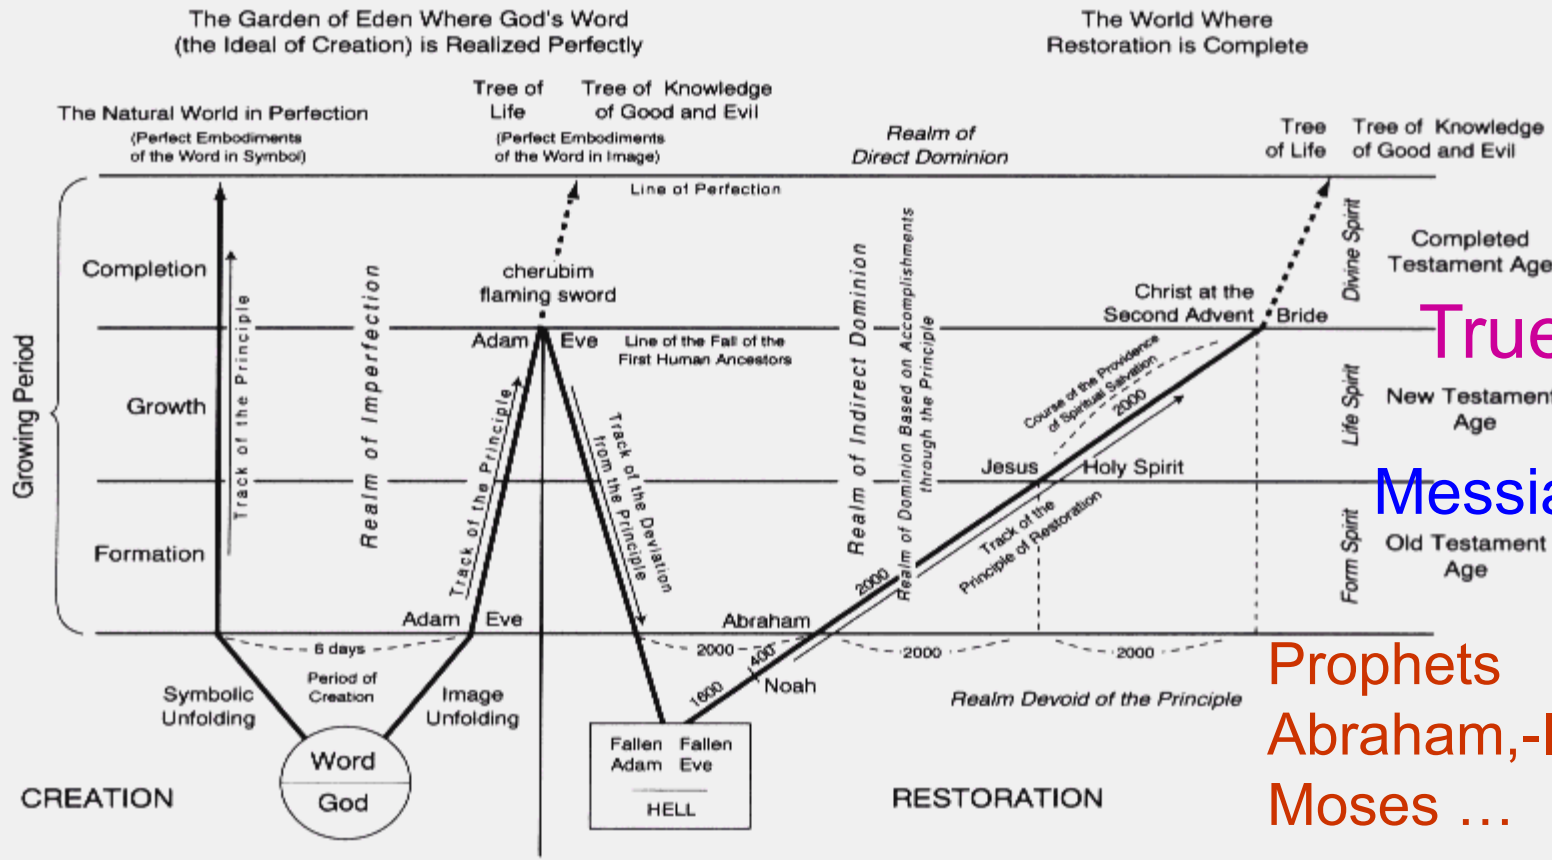 The Garden of Eden Where God's Word
(the Ideal of Creation) is Realized Perfectly
The World Where
Restoration is Complete
The Natural World in Perfection
(Perfect Embodiments
of the Word in Symbol)
Tree of
Life
Tree of Knowledge
of Good and Evil
(Perfect Embodiments
of the Word in Image)
Realm of
Direct Dominion
Tree
of Life
Tree of Knowledge
of Good and Evil
Line of Perfection
Growing Period
Completion
Growth
Formation
Track of the Principle
Realm of Imperfection
cherubim
flaming sword
Adam
Eve
Line of the Fall of the
First Human Ancestors
Track of the Principle
Track of the Deviation
from the Principle
Realm of Indirect Dominion
Realm of Dominion Based on Accomplishments
through the Principle
Christ at the
Second Advent
Bride
Course of the Providence
of Spiritual Salvation
2000
Jesus
Holy Spirit
Track of the
Principle of Restoration
2000
Divine Spirit
Life Spirit
Form Spirit
Completed
Testament Age
True
New Testament
Age
Messia
Old Testament
Age
Adam
Eve
Abraham
6 days
2000
2000
2000
Period of
Creation
Symbolic
Unfolding
Image
Unfolding
400
1600
Noah
Realm Devoid of the Principle
Word
God
Fallen
Adam
Fallen
Eve
HELL
CREATION
RESTORATION
Prophets
Abraham,-
Moses …